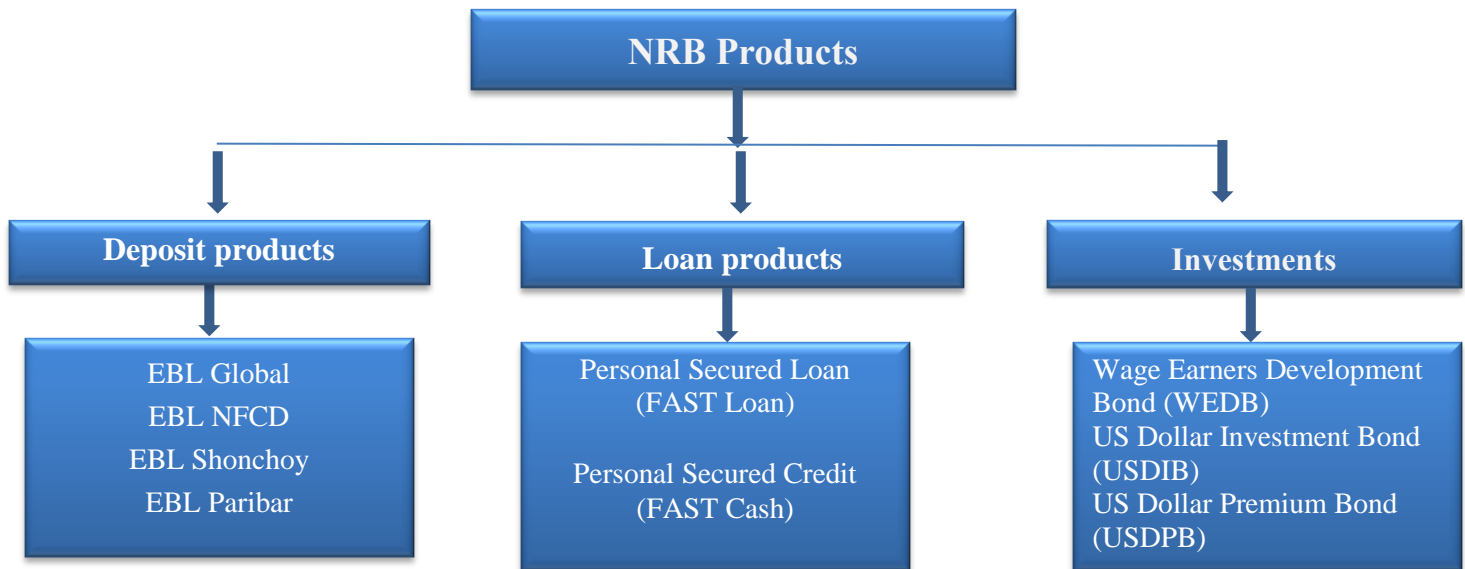 NRB Products
Deposit products
Loan products
Investments
EBL Global
EBL NFCD
EBL Shonchoy
EBL Paribar
Personal Secured Loan
(FAST Loan)
Personal Secured Credit
(FAST Cash)
Wage Earners Development
Bond (WEDB)
US Dollar Investment Bond
(USDIB)
US Dollar Premium Bond
(USDPB)